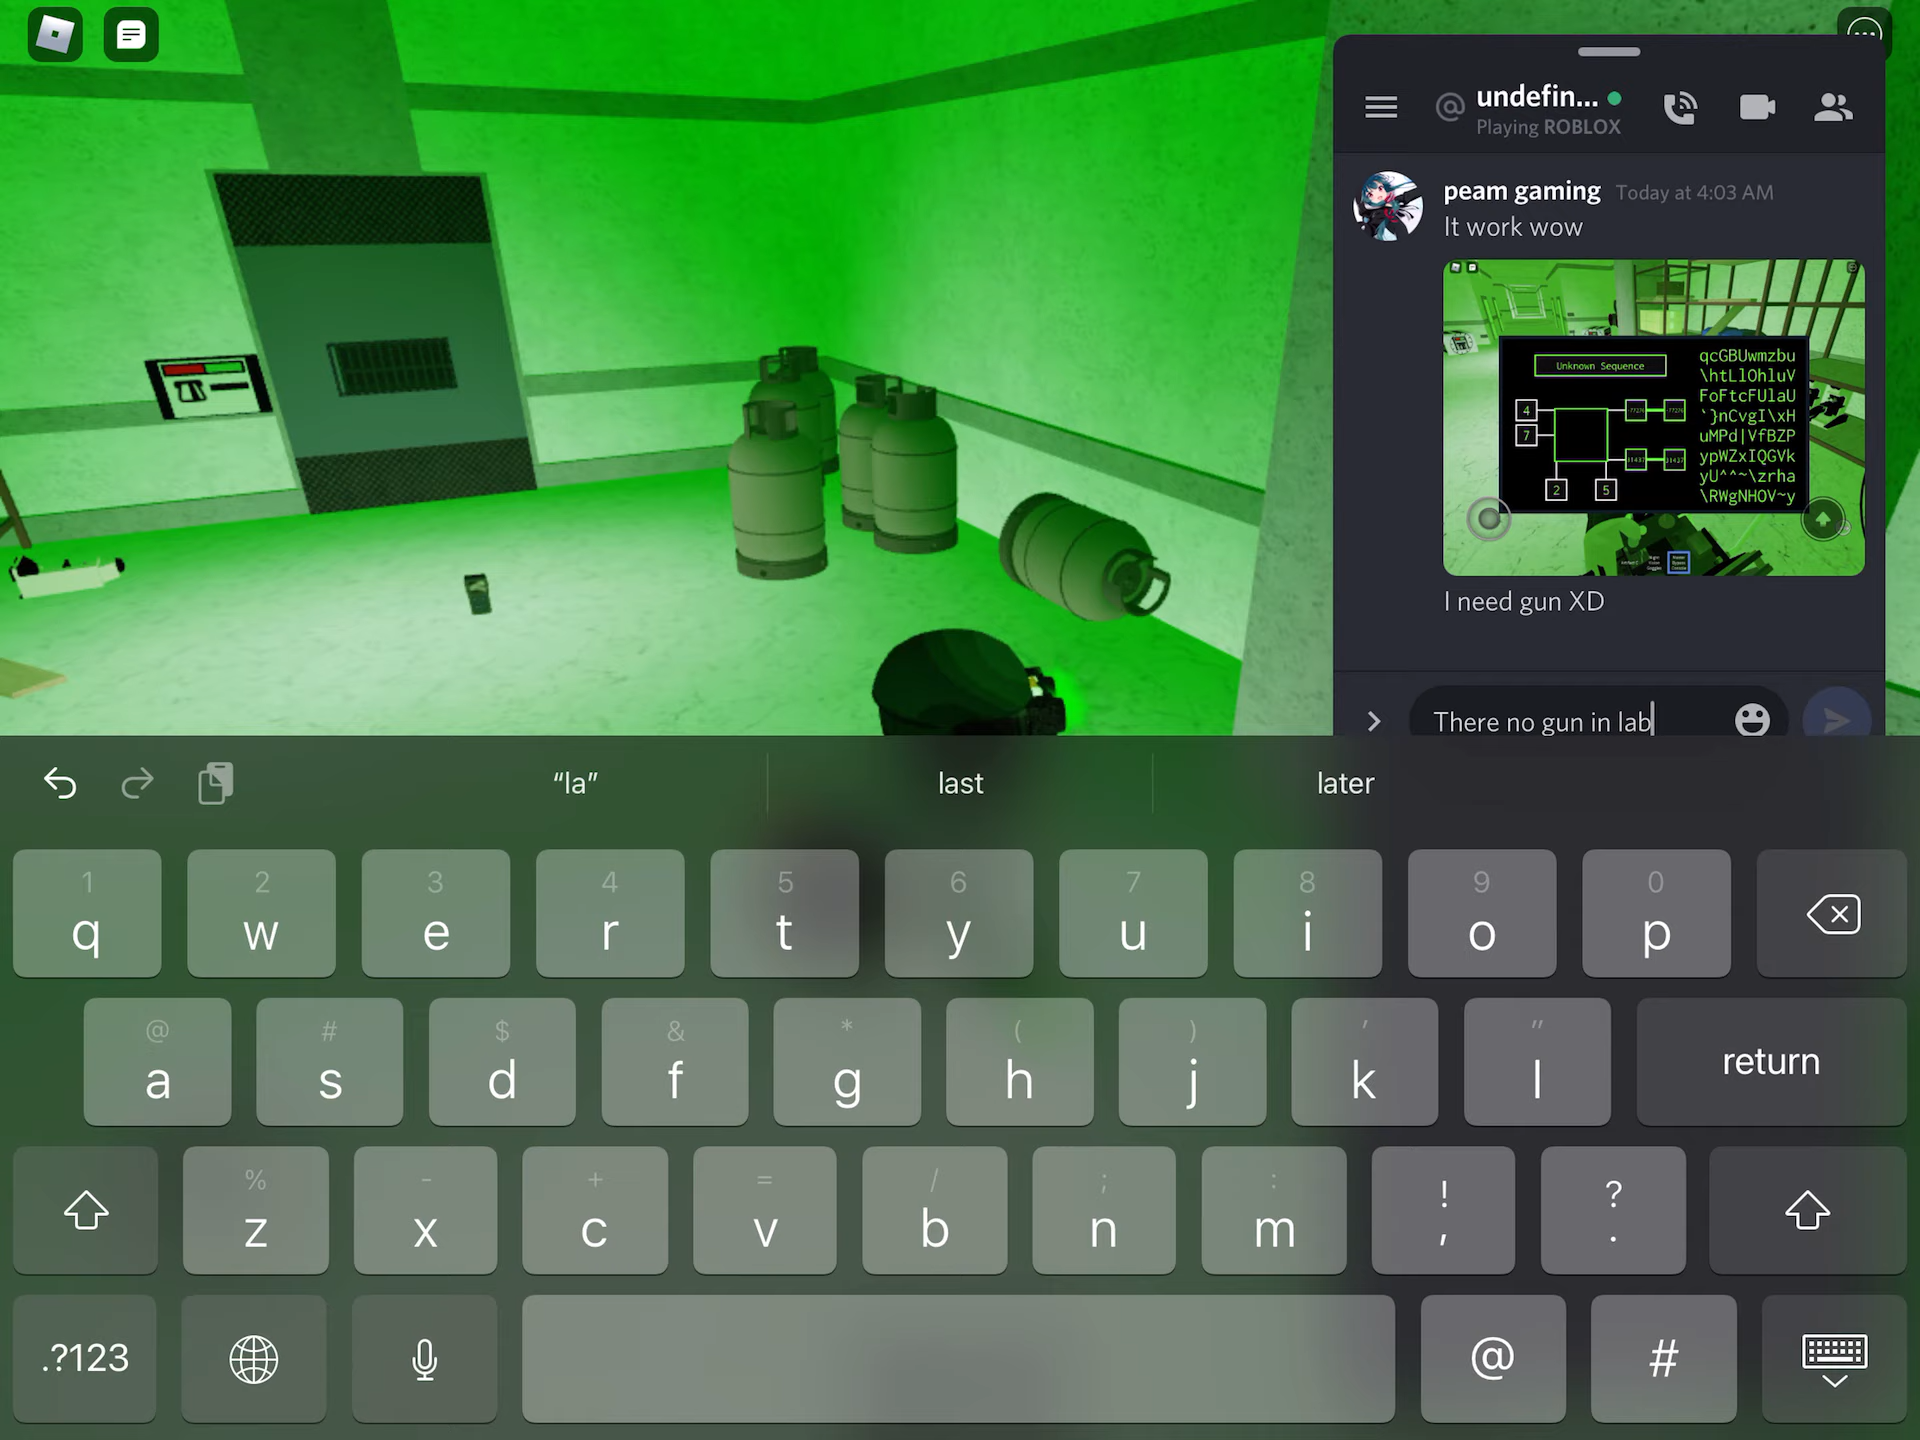 undefin...
Playing ROBLOX
peam gaming Today at 4:03 AM
It work wow
Unknown Sequence
4
7
2
5
qcGBUwmzbu
\htLlOhluV
FoFtcFUlaU
`}nCvgI\xH
uMPd|VfBZP
ypWZxIQGVk
yU^^~\zrha
\RWgNHOV~y
I need gun XD
There no gun in lab
“la” last later
1 2 3 4 5 6 7 8 9 0
q w e r t y u i o p
@ # $ & * ( ) ' "
a s d f g h j k l return
% - + = / ; : ! ?
z x c v b n m , .
.?123 @ #